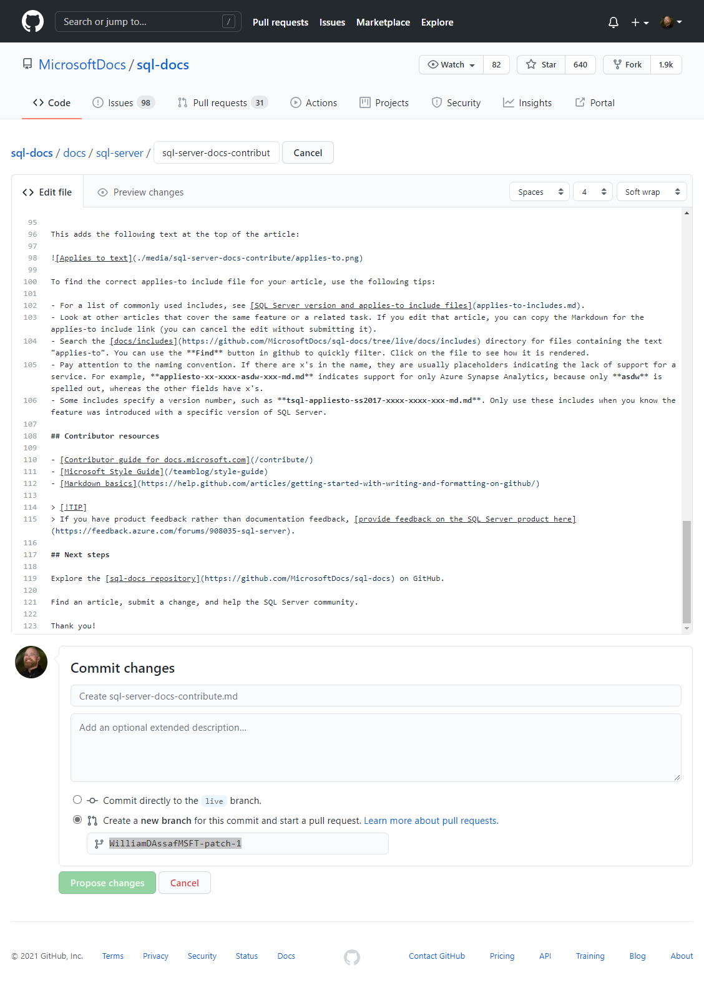 Search or jump to... /
Pull requests Issues Marketplace Explore
MicrosoftDocs / sql-docs
Watch 82 Star 640 Fork 1.9k
Code Issues 98 Pull requests 31 Actions Projects Security Insights Portal
sql-docs / docs / sql-server / sql-server-docs-contribut Cancel
Edit file Preview changes Spaces 4 Soft wrap
95
96 This adds the following text at the top of the article:
97
98 ![Applies to text](./media/sql-server-docs-contribute/applies-to.png)
99
100 To find the correct applies-to include file for your article, use the following tips:
101
102 - For a list of commonly used includes, see [SQL Server version and applies-to include files](applies-to-includes.md).
103 - Look at other articles that cover the same feature or a related task. If you edit that article, you can copy the Markdown for the
applies-to include link (you can cancel the edit without submitting it).
104 - Search the [docs/includes](https://github.com/MicrosoftDocs/sql-docs/tree/live/docs/includes) directory for files containing the text
"applies-to". You can use the **Find** button in github to quickly filter. Click on the file to see how it is rendered.
105 - Pay attention to the naming convention. If there are x's in the name, they are usually placeholders indicating the lack of support for a
service. For example, **appliesto-xx-xxxx-asdw-xxx-md.md** indicates support for only Azure Synapse Analytics, because only **asdw** is
spelled out, whereas the other fields have x's.
106 - Some includes specify a version number, such as **tsql-appliesto-ss2017-xxxx-xxxx-xxx-md.md**. Only use these includes when you know the
feature was introduced with a specific version of SQL Server.
107
108 ## Contributor resources
109
110 - [Contributor guide for docs.microsoft.com](/contribute/)
111 - [Microsoft Style Guide](/teamblog/style-guide)
112 - [Markdown basics](https://help.github.com/articles/getting-started-with-writing-and-formatting-on-github/)
113
114 > [!TIP]
115 > If you have product feedback rather than documentation feedback, [provide feedback on the SQL Server product here]
(https://feedback.azure.com/forums/908035-sql-server).
116
117 ## Next steps
118
119 Explore the [sql-docs repository](https://github.com/MicrosoftDocs/sql-docs) on GitHub.
120
121 Find an article, submit a change, and help the SQL Server community.
122
123 Thank you!
Commit changes
Create sql-server-docs-contribute.md
Add an optional extended description...
Commit directly to the live branch.
Create a new branch for this commit and start a pull request. Learn more about pull requests.
WilliamDAssafMSFT-patch-1
Propose changes Cancel
© 2021 GitHub, Inc. Terms Privacy Security Status Docs Contact GitHub Pricing API Training Blog About